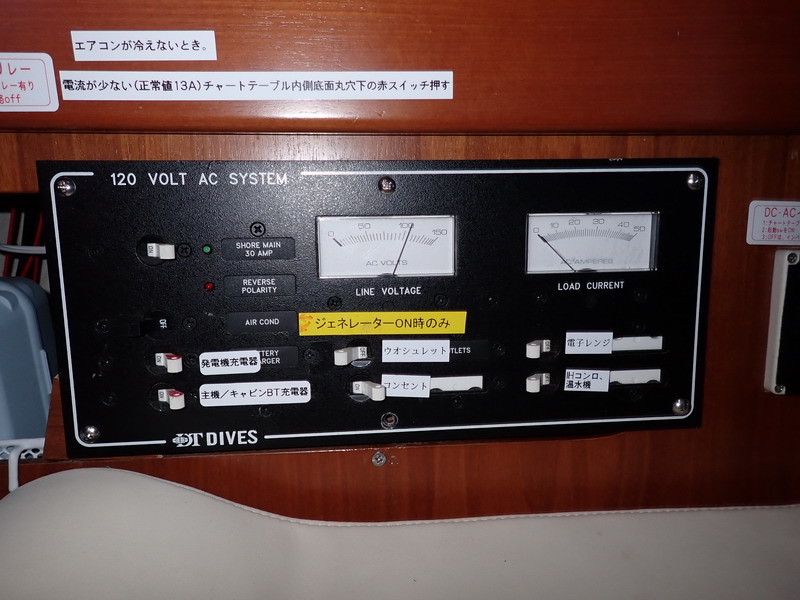 エアコンが冷えないとき。
電流が少ない(正常値13A)チャートテーブル内側底面丸穴下の赤スイッチ押す
リレー
レー有り
off
120 VOLT AC SYSTEM
SHORE MAIN
30 AMP
REVERSE
POLARITY
AIR COND
OFF
ジェネレーターON時のみ
0 50 100 150
AC VOLTS
LINE VOLTAGE
0 10 20 30 40 50
AC AMPERES
LOAD CURRENT
DC-AC
発電機充電器
TERY
ARGER
ウオシュレット
TLETS
電子レンジ
主機/キャビンBT充電器
コンセント
IHコンロ、
温水機
DIVES